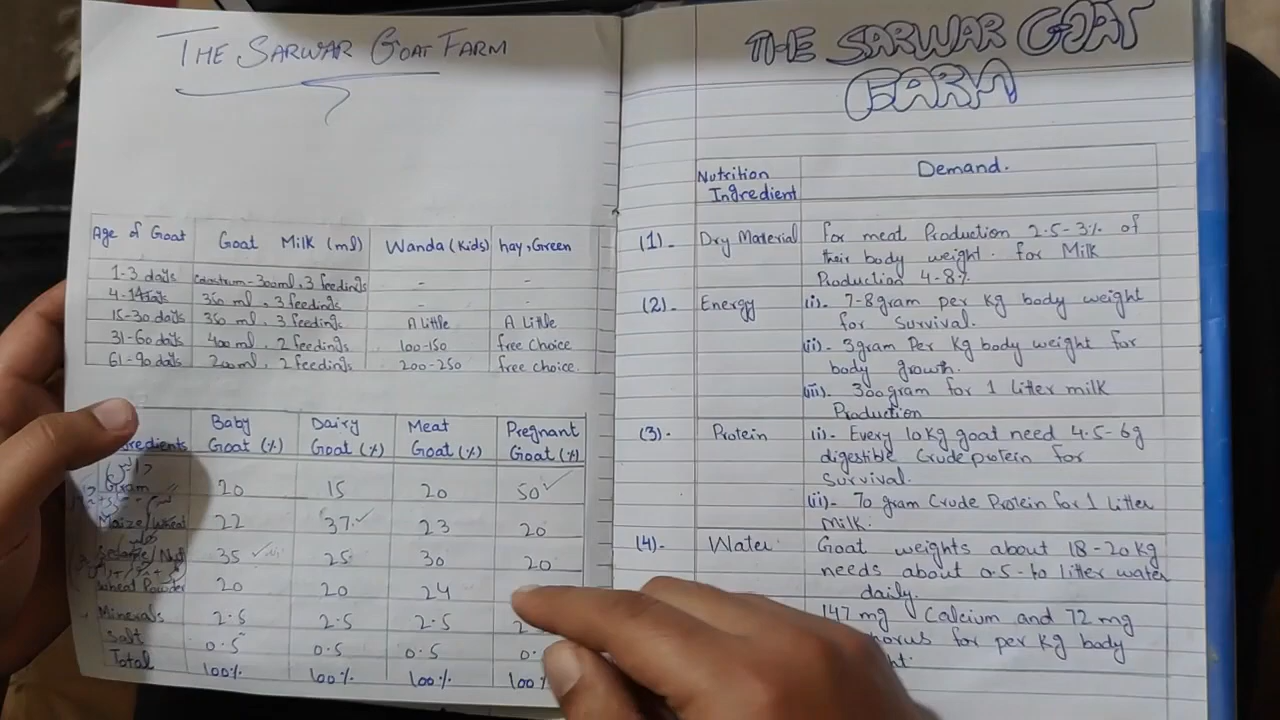 THE SARWAR GOAT FARM
Age of Goat Goat Milk (ml) Wanda (Kids) hay, Green
1-3 days Colostrum-300ml, 3 feedings - -
4-14 days 350 ml, 3 feedings - -
15-30 days 350 ml, 3 feedings A Little A Little
31-60 days 400 ml, 2 feedings 100-150 free Choice
61-90 days 200 ml, 2 feedings 200-250 free Choice.
Baby Dairy Meat Pregnant
Goat (%) Goat (%) Goat (%) Goat (%)
Gram 20 15 20 50
Maize/Wheat 22 37 23 20
35 25 30 20
Wheat Powder 20 20 24
Minerals 2.5 2.5 2.5
Salt 0.5 0.5 0.5
Total 100% 100% 100%
THE SARWAR GOAT
FARM
Nutrition Demand.
Ingredient
(1)- Dry Material for meat Production 2.5-3% of
their body weight. for Milk
Production 4-8%
(2)- Energy (i)- 7-8gram per Kg body weight
for Survival.
(ii)- 3gram Per Kg body weight for
body growth.
(iii)- 300gram for 1 Litter milk
Production
(3)- Protein (i)- Every 10Kg goat need 4.5-6g
digestible Crude protein for
Survival.
(ii)- 70 gram Crude Protein for 1 Litter
milk.
(4)- Water Goat weights about 18-20Kg
needs about 0.5-to litter water
daily.
147 mg Calcium and 72 mg
for per Kg body